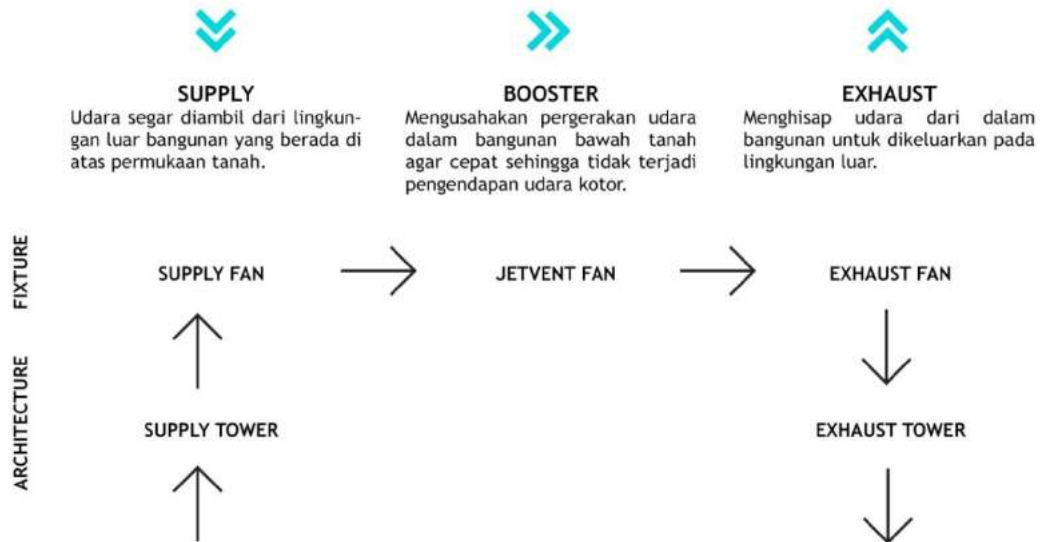 SUPPLY
Udara segar diambil dari lingkun-
gan luar bangunan yang berada di
atas permukaan tanah.
BOOSTER
Mengusahakan pergerakan udara
dalam bangunan bawah tanah
agar cepat sehingga tidak terjadi
pengendapan udara kotor.
EXHAUST
Menghisap udara dari dalam
bangunan untuk dikeluarkan pada
lingkungan luar.
FIXTURE
SUPPLY FAN
JETVENT FAN
EXHAUST FAN
ARCHITECTURE
SUPPLY TOWER
EXHAUST TOWER